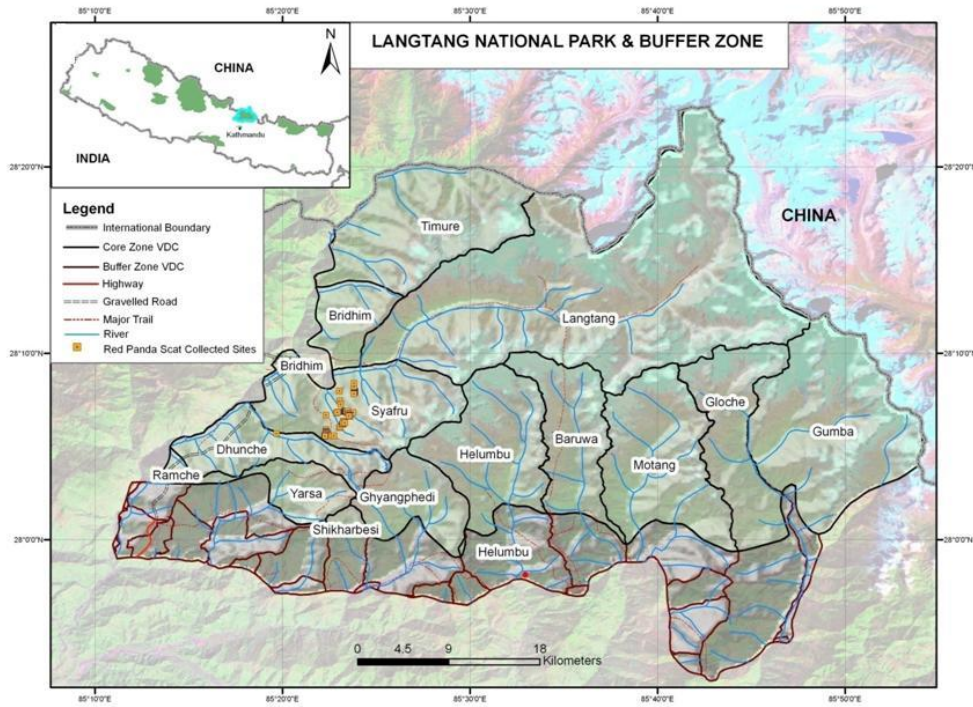 85°10'0"E 85°20'0"E 85°30'0"E 85°40'0"E 85°50'0"E
LANGTANG NATIONAL PARK & BUFFER ZONE
N
CHINA
Kathmandu
INDIA
28°20'0"N
28°20'0"N
Legend
International Boundary
Core Zone VDC
Buffer Zone VDC
Highway
Gravelled Road
Major Trail
River
Red Panda Scat Collected Sites
CHINA
Timure
Bridhim
Langtang
28°10'0"N
28°10'0"N
Bridhim
Syafru
Gloche
Gumba
Dhunche
Helumbu
Baruwa
Motang
Ramche
Yarsa
Ghyangphedi
Shikharbesi
28°0'0"N
28°0'0"N
Helumbu
0 4.5 9 18
Kilometers
85°10'0"E 85°20'0"E 85°30'0"E 85°40'0"E 85°50'0"E